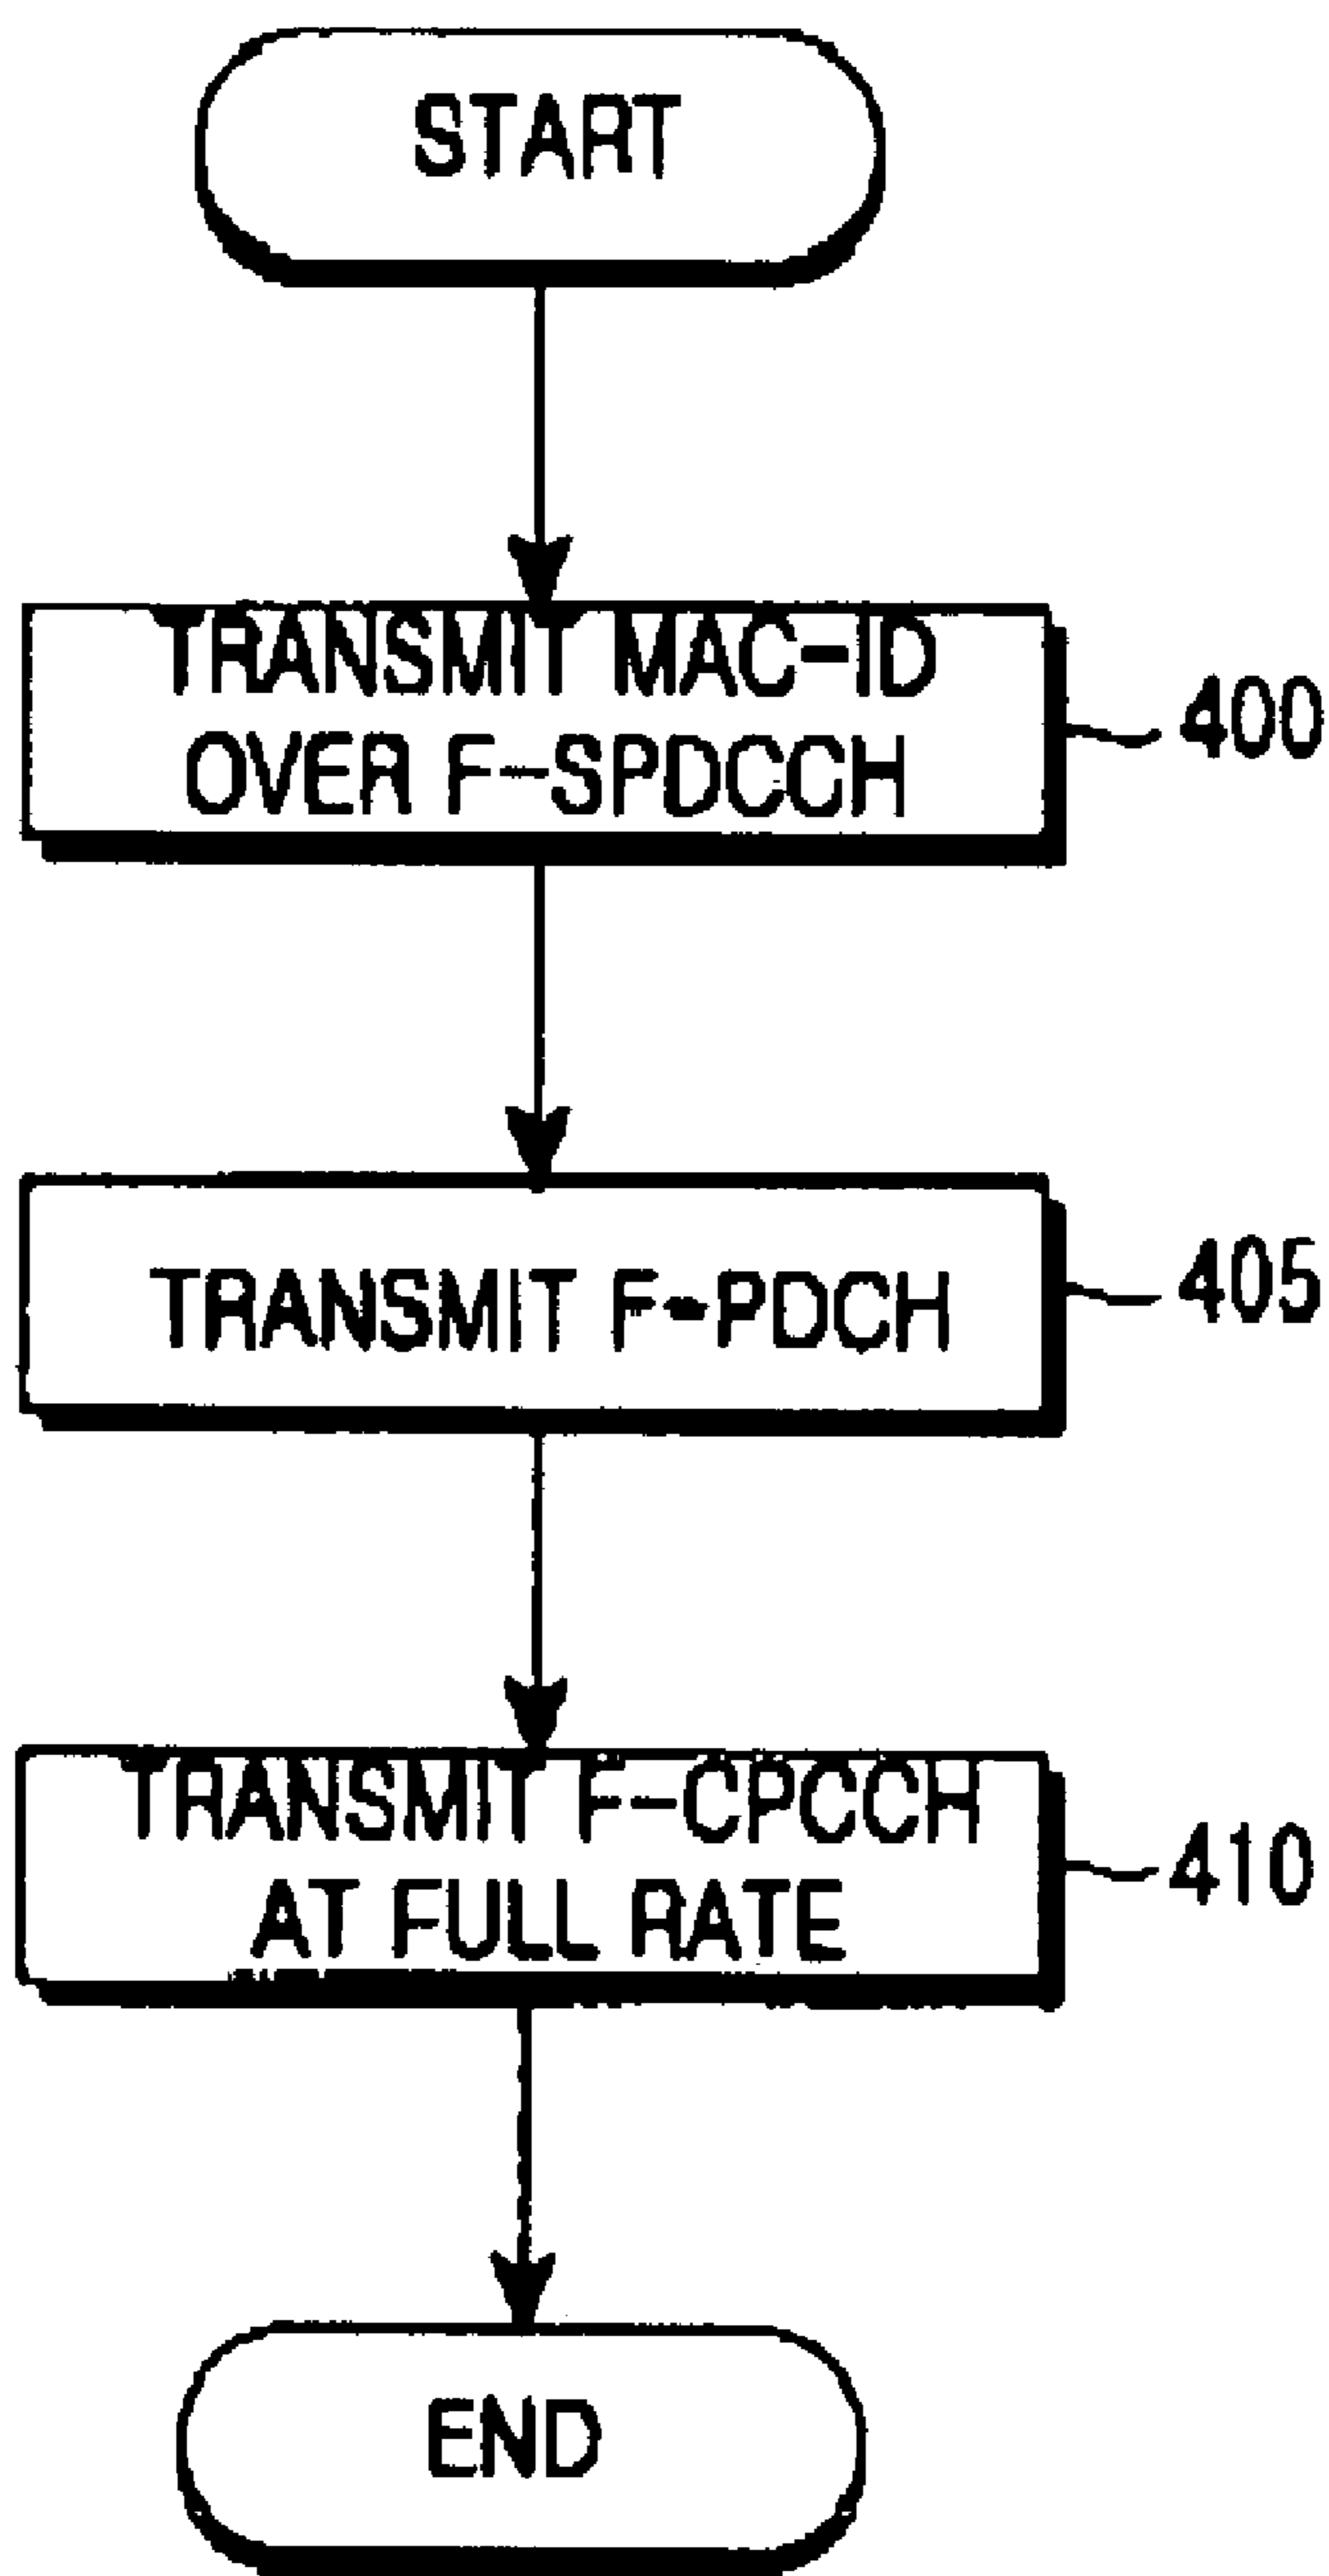 START
TRANSMIT MAC-ID
OVER F-SPDCCH
400
TRANSMIT F-PDCH
405
TRANSMIT F-CPCCH
AT FULL RATE
410
END